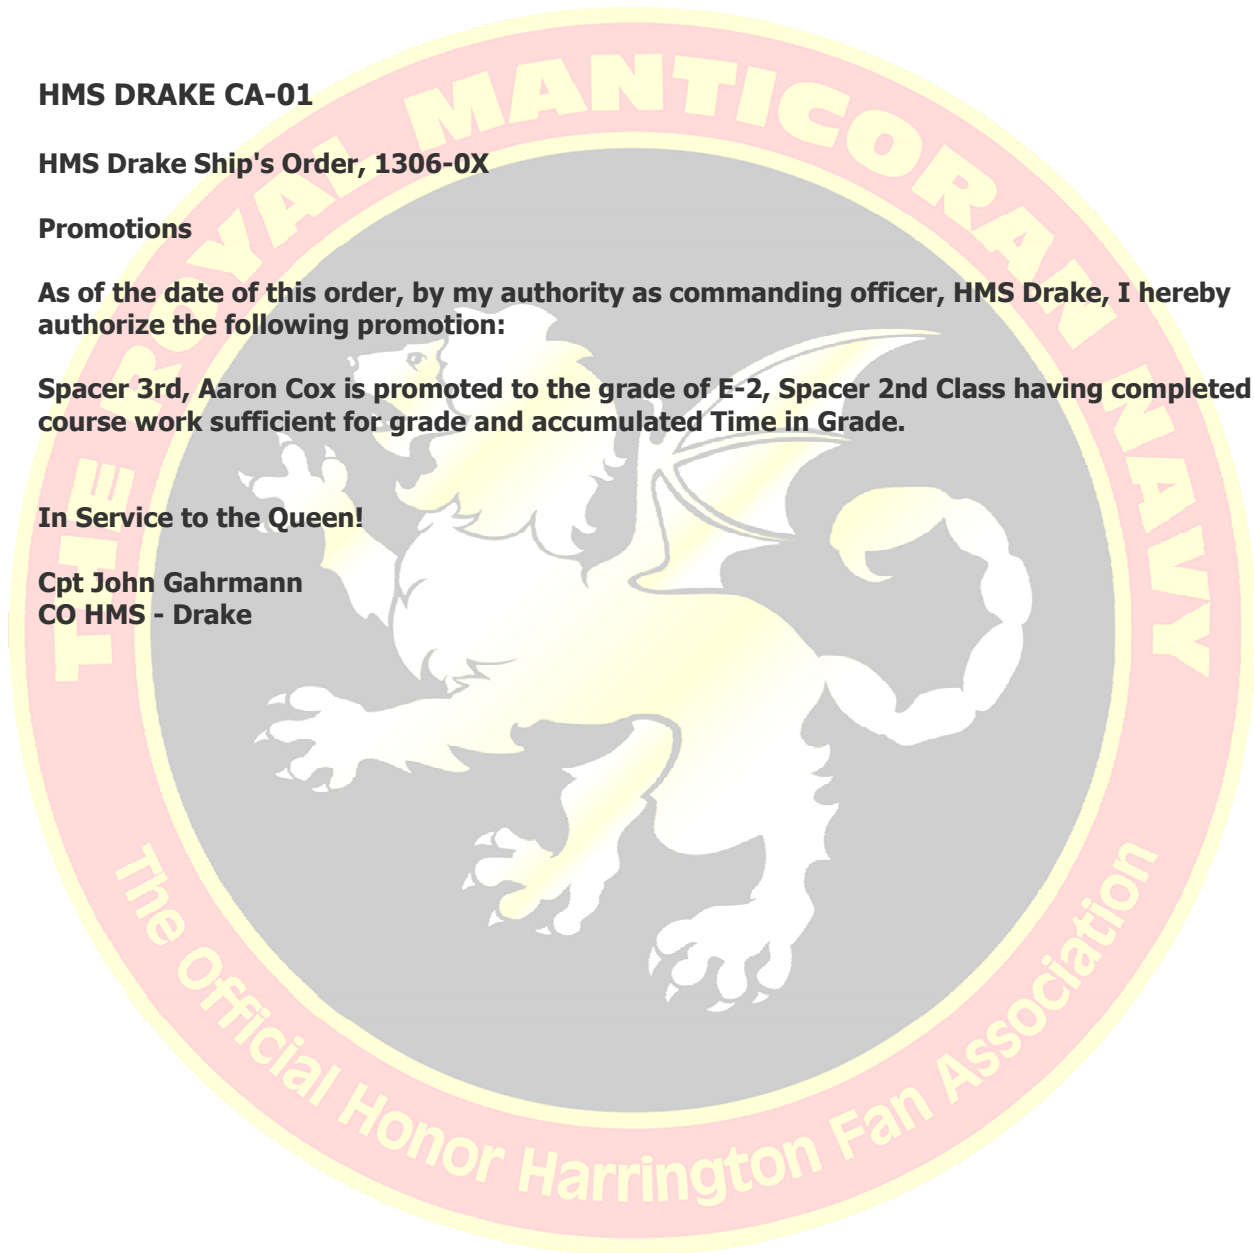 HMS DRAKE CA-01
HMS Drake Ship's Order, 1306-0X
Promotions
As of the date of this order, by my authority as commanding officer, HMS Drake, I hereby
authorize the following promotion:
Spacer 3rd, Aaron Cox is promoted to the grade of E-2, Spacer 2nd Class having completed
course work sufficient for grade and accumulated Time in Grade.
In Service to the Queen!
Cpt John Gahrmann
CO HMS - Drake
THE ROYAL MANTICORAN NAVY
The Official Honor Harrington Fan Association